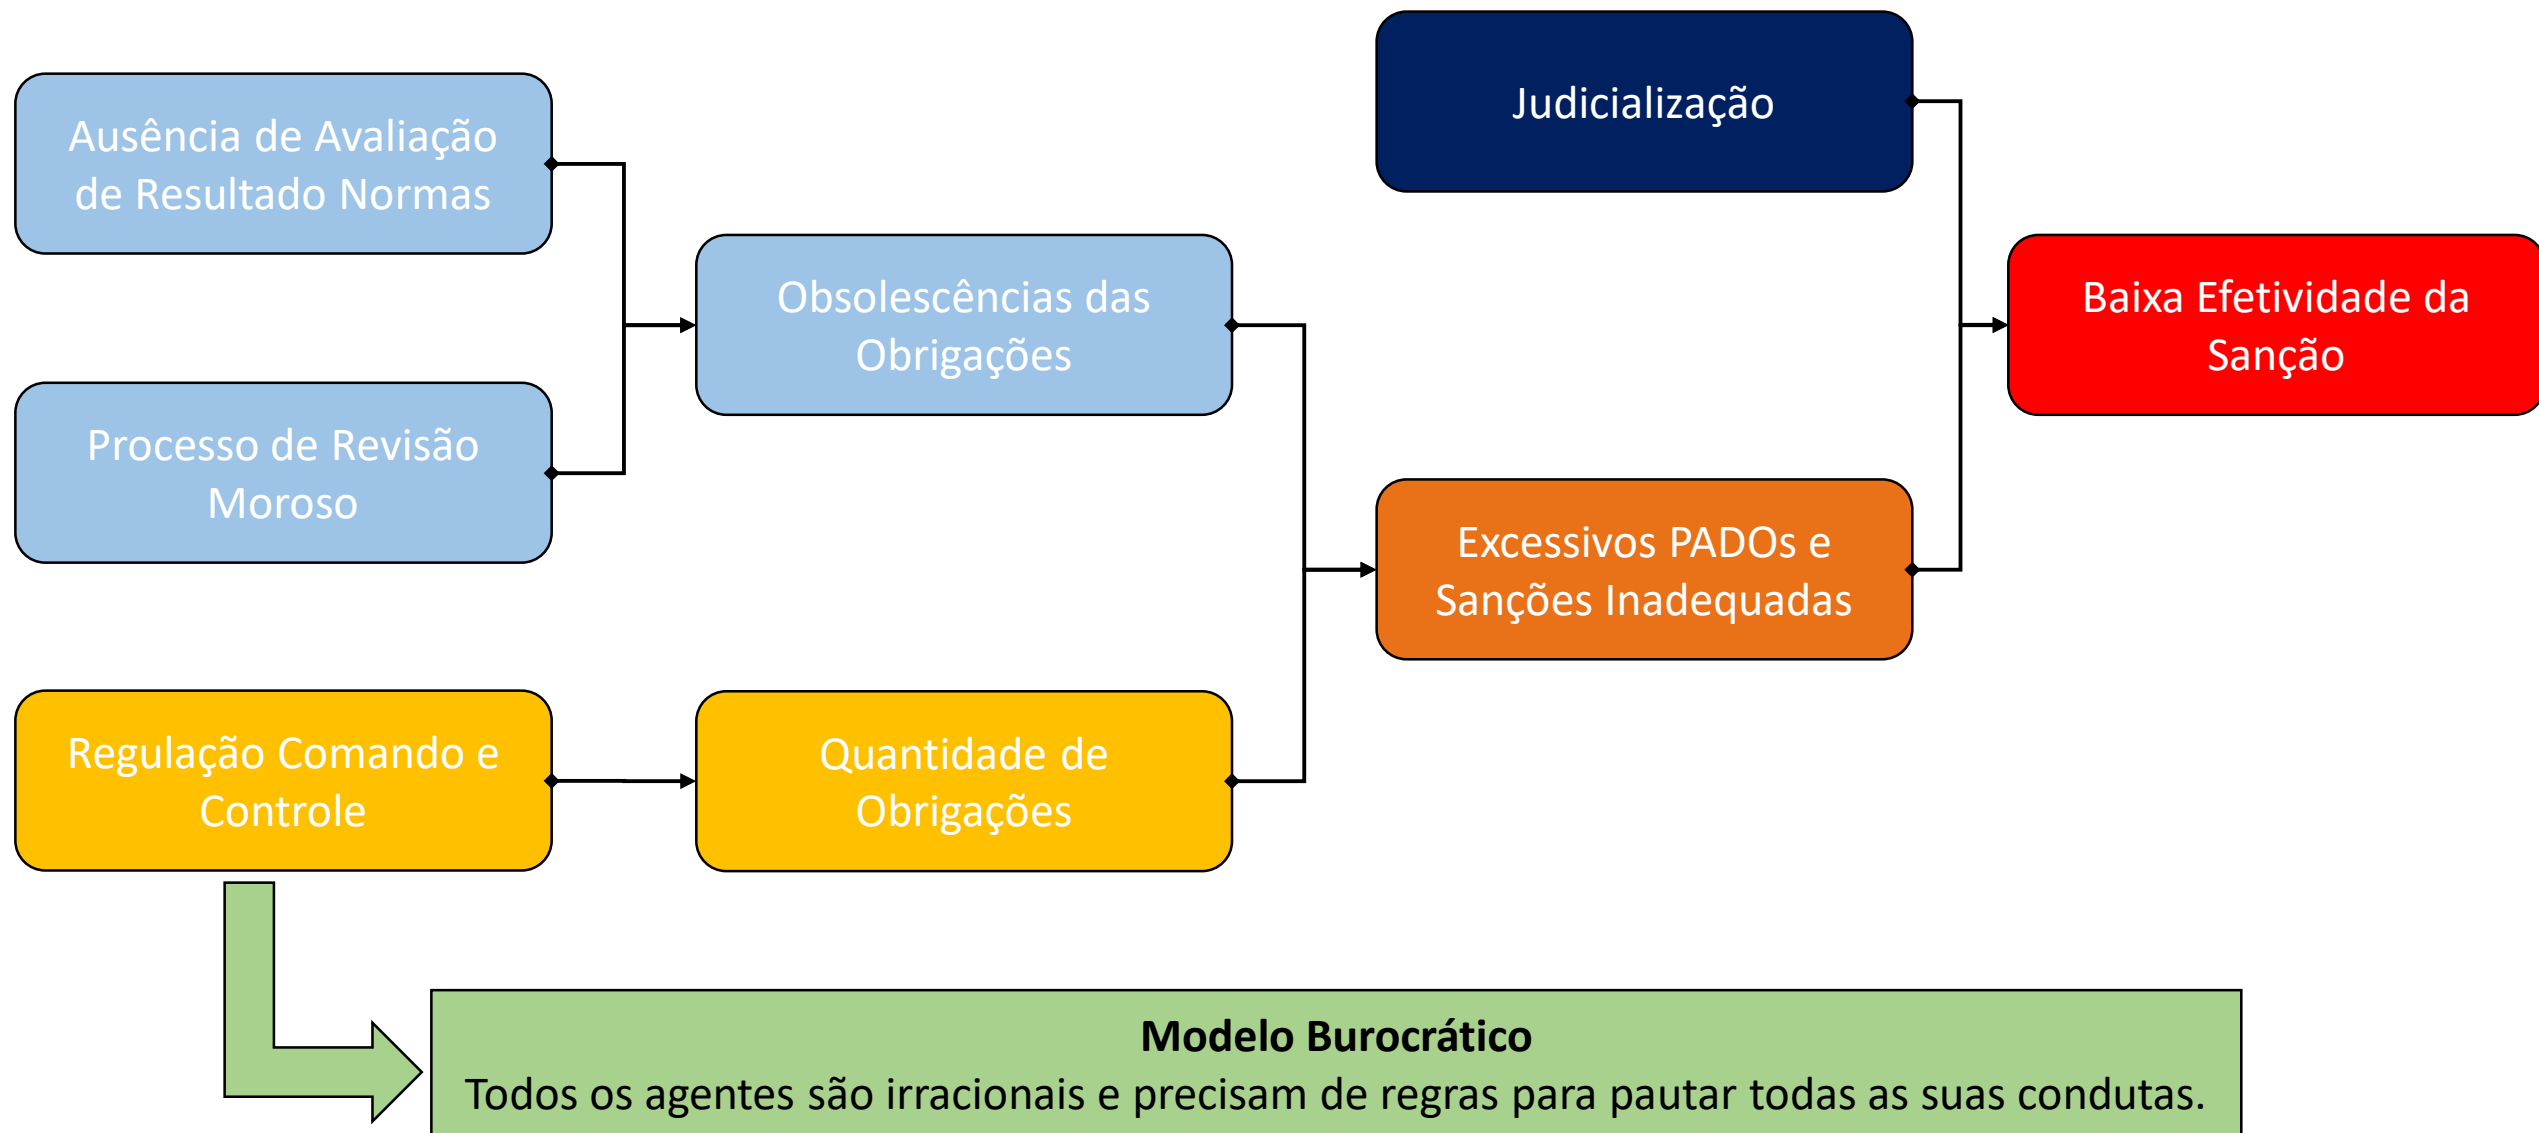 Judicialização
Ausência de Avaliação
de Resultado Normas
Obsolescências das
Obrigações
Baixa Efetividade da
Sanção
Processo de Revisão
Moroso
Excessivos PADOs e
Sanções Inadequadas
Regulação Comando e
Controle
Quantidade de
Obrigações
Modelo Burocrático
Todos os agentes são irracionais e precisam de regras para pautar todas as suas condutas.